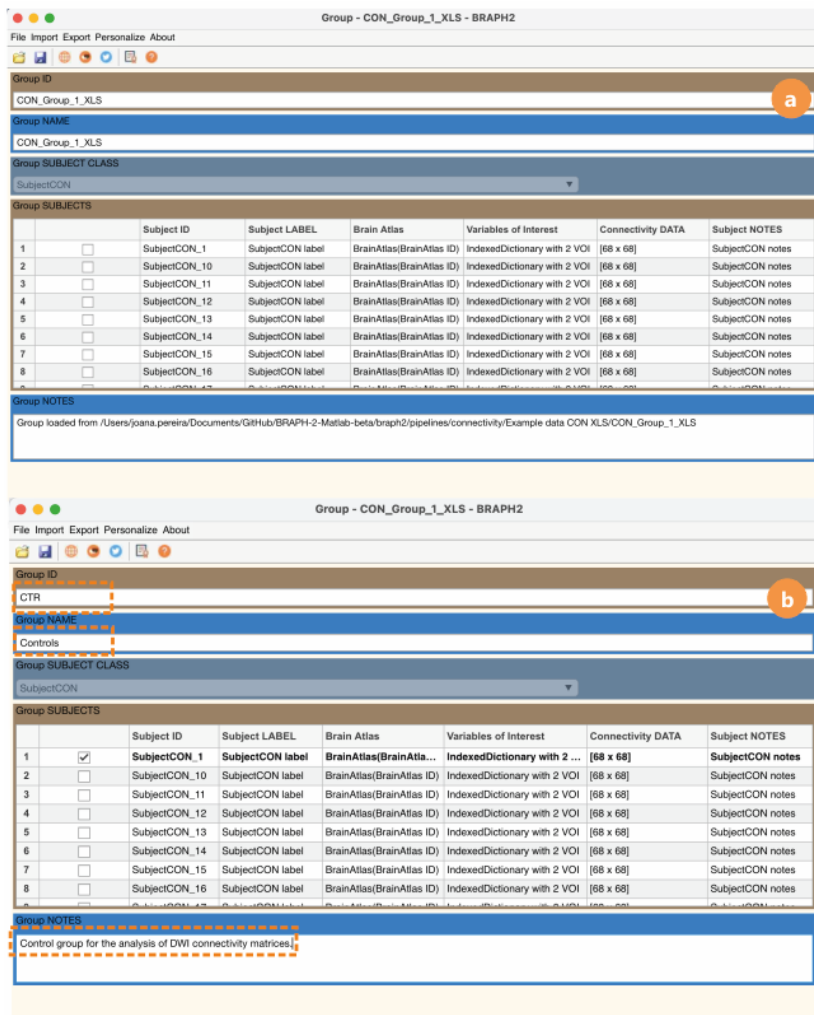 Group - CON_Group_1_XLS - BRAPH2
File Import Export Personalize About
Group ID
CON_Group_1_XLS
a
Group NAME
CON_Group_1_XLS
Group SUBJECT CLASS
SubjectCON
Group SUBJECTS
Subject ID Subject LABEL Brain Atlas Variables of Interest Connectivity DATA Subject NOTES
1 SubjectCON_1 SubjectCON label BrainAtlas(BrainAtlas ID) IndexedDictionary with 2 VOI [68 x 68] SubjectCON notes
2 SubjectCON_10 SubjectCON label BrainAtlas(BrainAtlas ID) IndexedDictionary with 2 VOI [68 x 68] SubjectCON notes
3 SubjectCON_11 SubjectCON label BrainAtlas(BrainAtlas ID) IndexedDictionary with 2 VOI [68 x 68] SubjectCON notes
4 SubjectCON_12 SubjectCON label BrainAtlas(BrainAtlas ID) IndexedDictionary with 2 VOI [68 x 68] SubjectCON notes
5 SubjectCON_13 SubjectCON label BrainAtlas(BrainAtlas ID) IndexedDictionary with 2 VOI [68 x 68] SubjectCON notes
6 SubjectCON_14 SubjectCON label BrainAtlas(BrainAtlas ID) IndexedDictionary with 2 VOI [68 x 68] SubjectCON notes
7 SubjectCON_15 SubjectCON label BrainAtlas(BrainAtlas ID) IndexedDictionary with 2 VOI [68 x 68] SubjectCON notes
8 SubjectCON_16 SubjectCON label BrainAtlas(BrainAtlas ID) IndexedDictionary with 2 VOI [68 x 68] SubjectCON notes
Group NOTES
Group loaded from /Users/joana.pereira/Documents/GitHub/BRAPH-2-Matlab-beta/braph2/pipelines/connectivity/Example data CON XLS/CON_Group_1_XLS
Group - CON_Group_1_XLS - BRAPH2
File Import Export Personalize About
Group ID
CTR
b
Group NAME
Controls
Group SUBJECT CLASS
SubjectCON
Group SUBJECTS
Subject ID Subject LABEL Brain Atlas Variables of Interest Connectivity DATA Subject NOTES
1 SubjectCON_1 SubjectCON label BrainAtlas(BrainAtla... IndexedDictionary with 2 ... [68 x 68] SubjectCON notes
2 SubjectCON_10 SubjectCON label BrainAtlas(BrainAtlas ID) IndexedDictionary with 2 VOI [68 x 68] SubjectCON notes
3 SubjectCON_11 SubjectCON label BrainAtlas(BrainAtlas ID) IndexedDictionary with 2 VOI [68 x 68] SubjectCON notes
4 SubjectCON_12 SubjectCON label BrainAtlas(BrainAtlas ID) IndexedDictionary with 2 VOI [68 x 68] SubjectCON notes
5 SubjectCON_13 SubjectCON label BrainAtlas(BrainAtlas ID) IndexedDictionary with 2 VOI [68 x 68] SubjectCON notes
6 SubjectCON_14 SubjectCON label BrainAtlas(BrainAtlas ID) IndexedDictionary with 2 VOI [68 x 68] SubjectCON notes
7 SubjectCON_15 SubjectCON label BrainAtlas(BrainAtlas ID) IndexedDictionary with 2 VOI [68 x 68] SubjectCON notes
8 SubjectCON_16 SubjectCON label BrainAtlas(BrainAtlas ID) IndexedDictionary with 2 VOI [68 x 68] SubjectCON notes
Group NOTES
Control group for the analysis of DWI connectivity matrices.